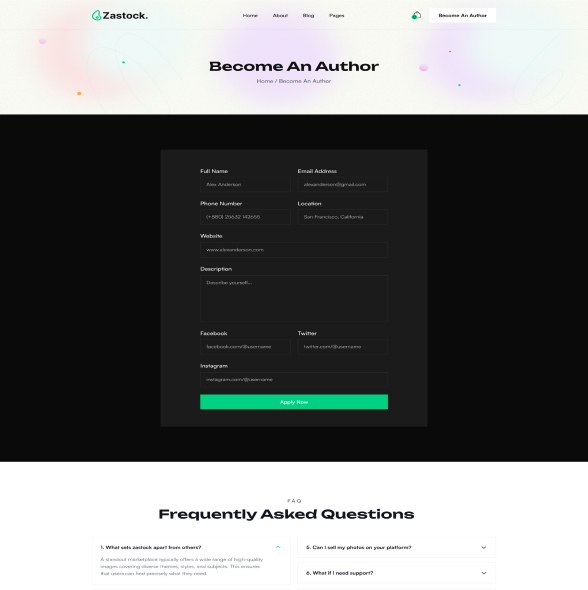 Zastock.
Home About Blog Pages
Become An Author
Become An Author
Home / Become An Author
Full Name Email Address
Alex Anderson alexanderson@gmail.com
Phone Number Location
(+880) 25632 142655 San Francisco, California
Website
www.alexanderson.com
Description
Describe yourself...
Facebook Twitter
facebook.com/@username twitter.com/@username
Instagram
instagram.com/@username
Apply Now
FAQ
Frequently Asked Questions
1. What sets zastock apart from others?
A standout marketplace typically offers a wide range of high-quality
images covering diverse themes, styles, and subjects. This ensures
that users can find precisely what they need.
5. Can I sell my photos on your platform?
6. What if I need support?